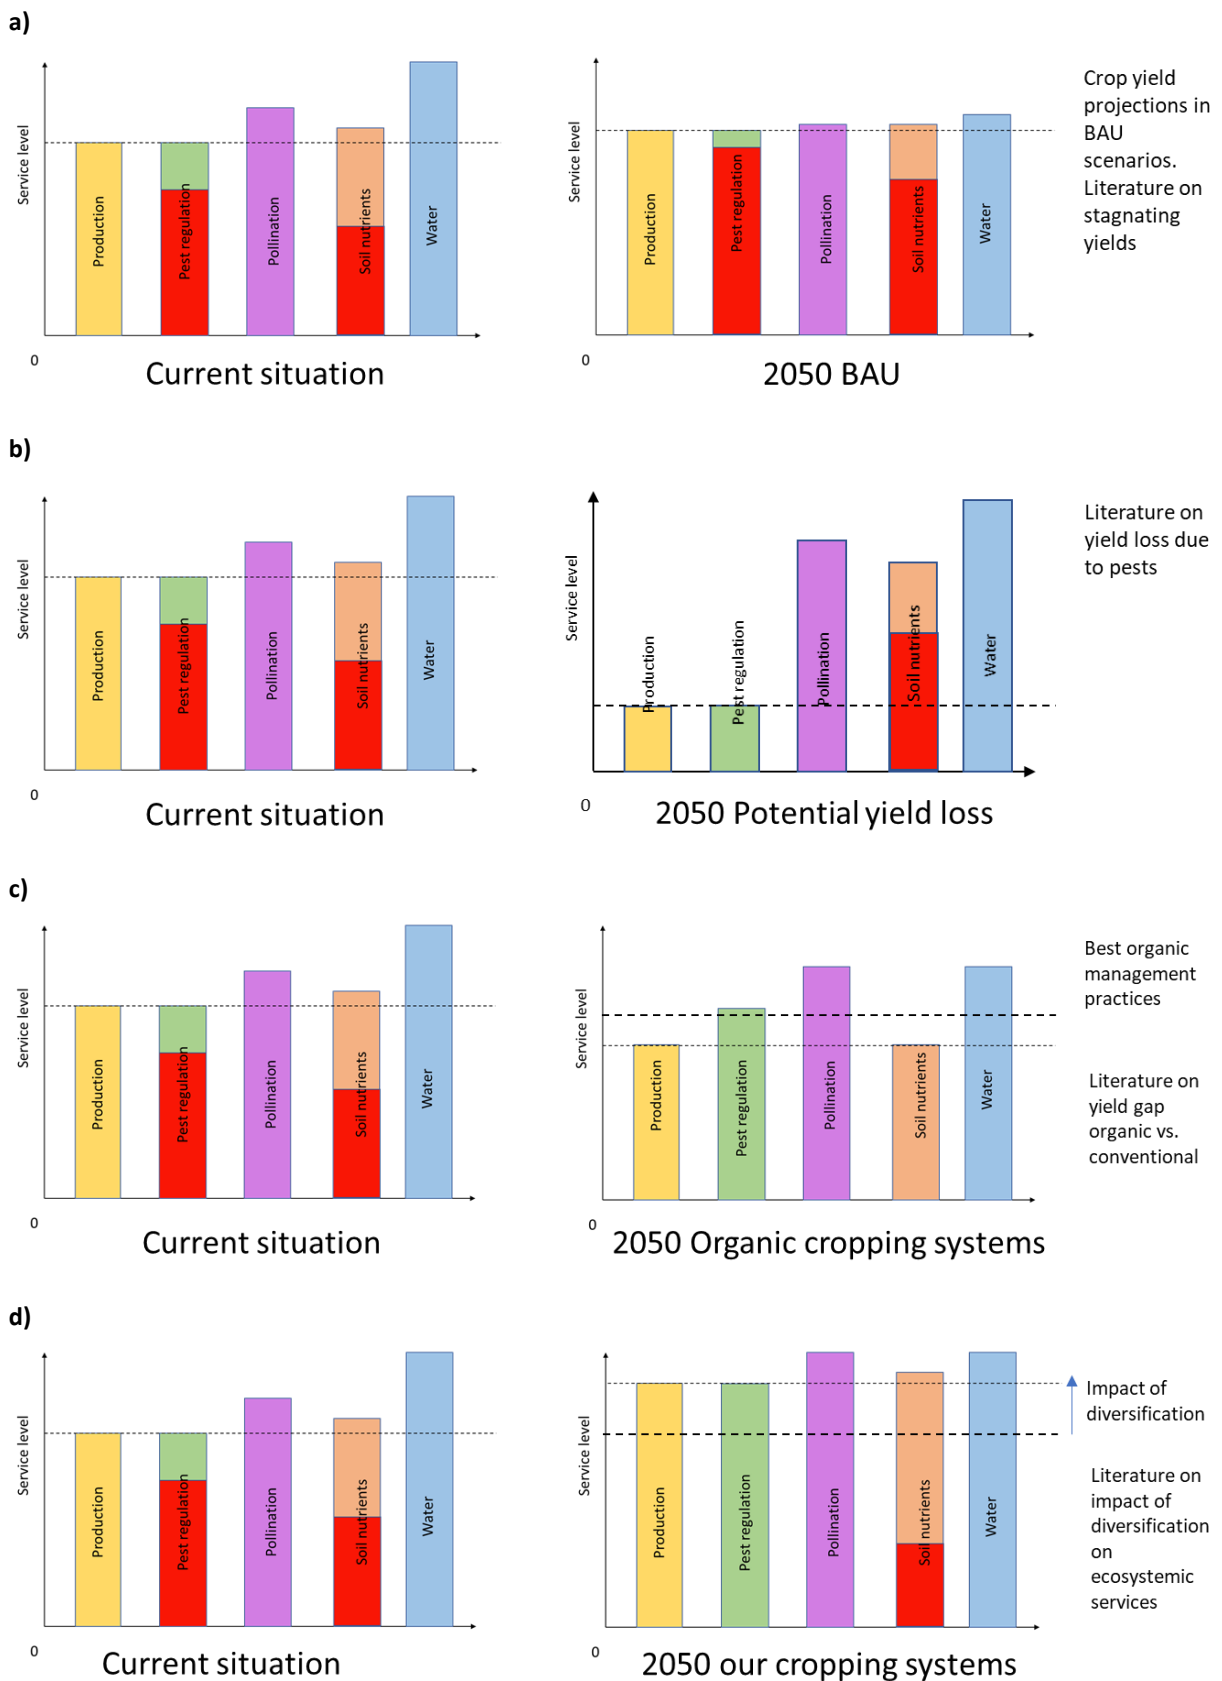 a)
Service level
Production
Pest regulation
Pollination
Soil nutrients
Water
0
Current situation
Service level
Production
Pest regulation
Pollination
Soil nutrients
Water
0
2050 BAU
Crop yield
projections in
BAU
scenarios.
Literature on
stagnating
yields
b)
Service level
Production
Pest regulation
Pollination
Soil nutrients
Water
0
Current situation
Service level
Production
Pest regulation
Pollination
Soil nutrients
Water
0
2050 Potential yield loss
Literature on
yield loss due
to pests
c)
Service level
Production
Pest regulation
Pollination
Soil nutrients
Water
0
Current situation
Service level
Production
Pest regulation
Pollination
Soil nutrients
Water
0
2050 Organic cropping systems
Best organic
management
practices
Literature on
yield gap
organic vs.
conventional
d)
Service level
Production
Pest regulation
Pollination
Soil nutrients
Water
0
Current situation
Service level
Production
Pest regulation
Pollination
Soil nutrients
Water
0
2050 our cropping systems
Impact of
diversification
Literature on
impact of
diversification
on
ecosystemic
services